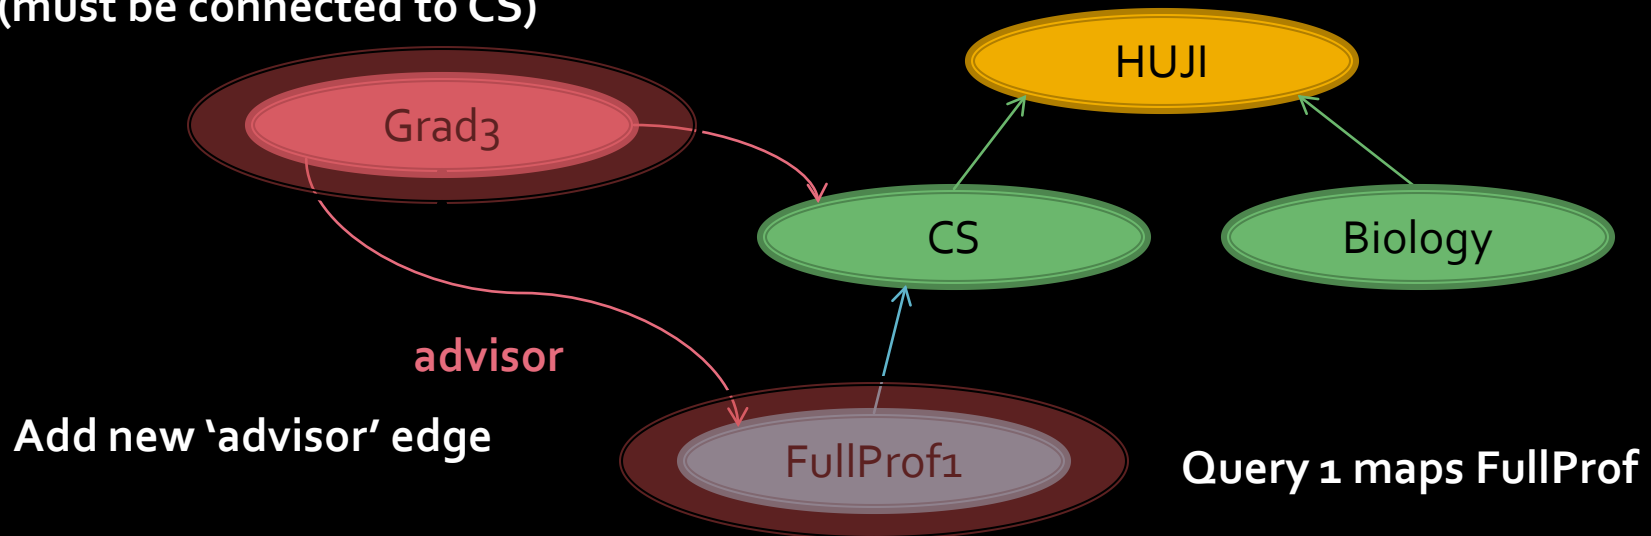 (must be connected to CS)
HUJI
Grad3
CS
Biology
advisor
Add new ‘advisor’ edge
FullProf1
Query 1 maps FullProf